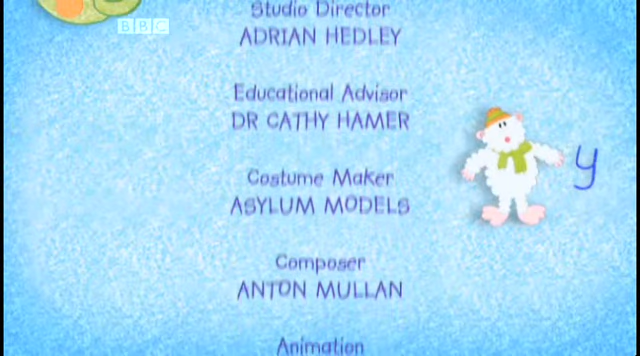 BBC
Studio Director
ADRIAN HEDLEY
Educational Advisor
DR CATHY HAMER
Costume Maker
ASYLUM MODELS
y
Composer
ANTON MULLAN
Animation